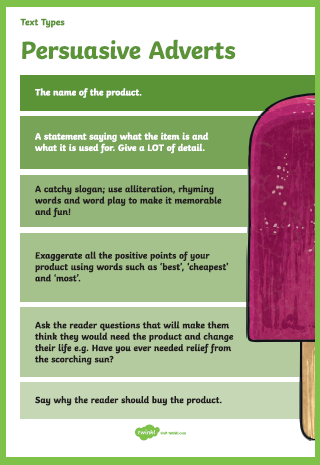 Text Types
Persuasive Adverts
The name of the product.
A statement saying what the item is and
what it is used for. Give a LOT of detail.
A catchy slogan; use alliteration, rhyming
words and word play to make it memorable
and fun!
Exaggerate all the positive points of your
product using words such as ‘best’, ‘cheapest’
and ‘most’.
Ask the reader questions that will make them
think they would need the product and change
their life e.g. Have you ever needed relief from
the scorching sun?
Say why the reader should buy the product.
twinkl